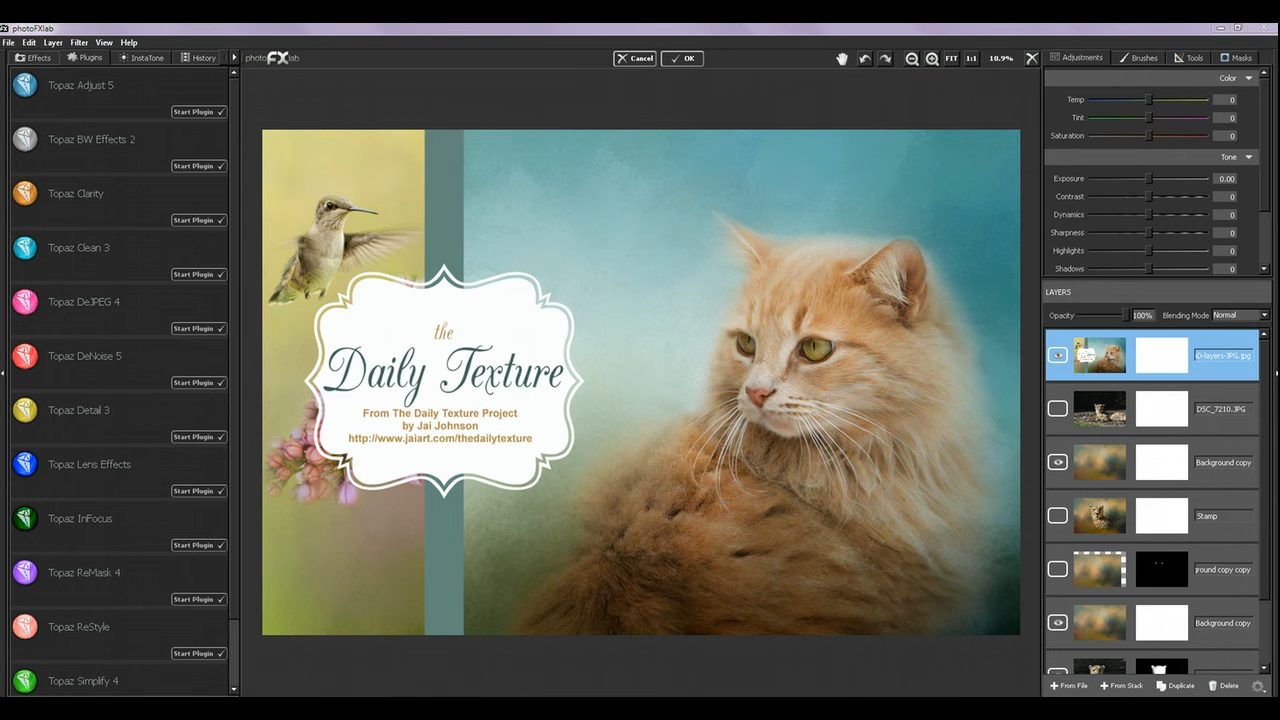 photoFXlab
File Edit Layer Filter View Help
Effects Plugins InstaTone History
photoFXlab
Cancel OK
FIT 1:1 18.9%
Adjustments Brushes Tools Masks
Topaz Adjust 5
Start Plugin
Topaz BW Effects 2
Start Plugin
Topaz Clarity
Start Plugin
Topaz Clean 3
Start Plugin
Topaz DeJPEG 4
Start Plugin
Topaz DeNoise 5
Start Plugin
Topaz Detail 3
Start Plugin
Topaz Lens Effects
Start Plugin
Topaz InFocus
Start Plugin
Topaz ReMask 4
Start Plugin
Topaz ReStyle
Start Plugin
Topaz Simplify 4
the
Daily Texture
From The Daily Texture Project
by Jai Johnson
http://www.jaiart.com/thedailytexture
Color
Temp 0
Tint 0
Saturation 0
Tone
Exposure 0.00
Contrast 0
Dynamics 0
Sharpness 0
Highlights 0
Shadows 0
LAYERS
Opacity 100% Blending Mode Normal
D-layers-JPG.jpg
DSC_7210.JPG
Background copy
Stamp
round copy copy
Background copy
From File From Stack Duplicate Delete